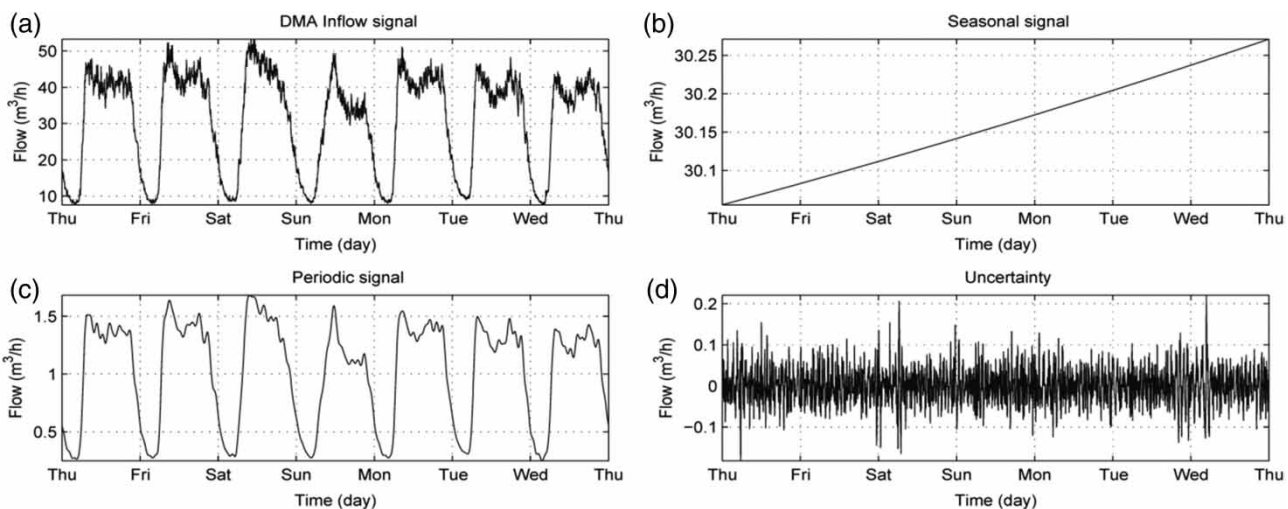 (a)
DMA Inflow signal
Flow (m³/h)
50
40
30
20
10
Thu Fri Sat Sun Mon Tue Wed Thu
Time (day)
(b)
Seasonal signal
Flow (m³/h)
30.25
30.2
30.15
30.1
Thu Fri Sat Sun Mon Tue Wed Thu
Time (day)
(c)
Periodic signal
Flow (m³/h)
1.5
1
0.5
Thu Fri Sat Sun Mon Tue Wed Thu
Time (day)
(d)
Uncertainty
Flow (m³/h)
0.2
0.1
0
−0.1
Thu Fri Sat Sun Mon Tue Wed Thu
Time (day)